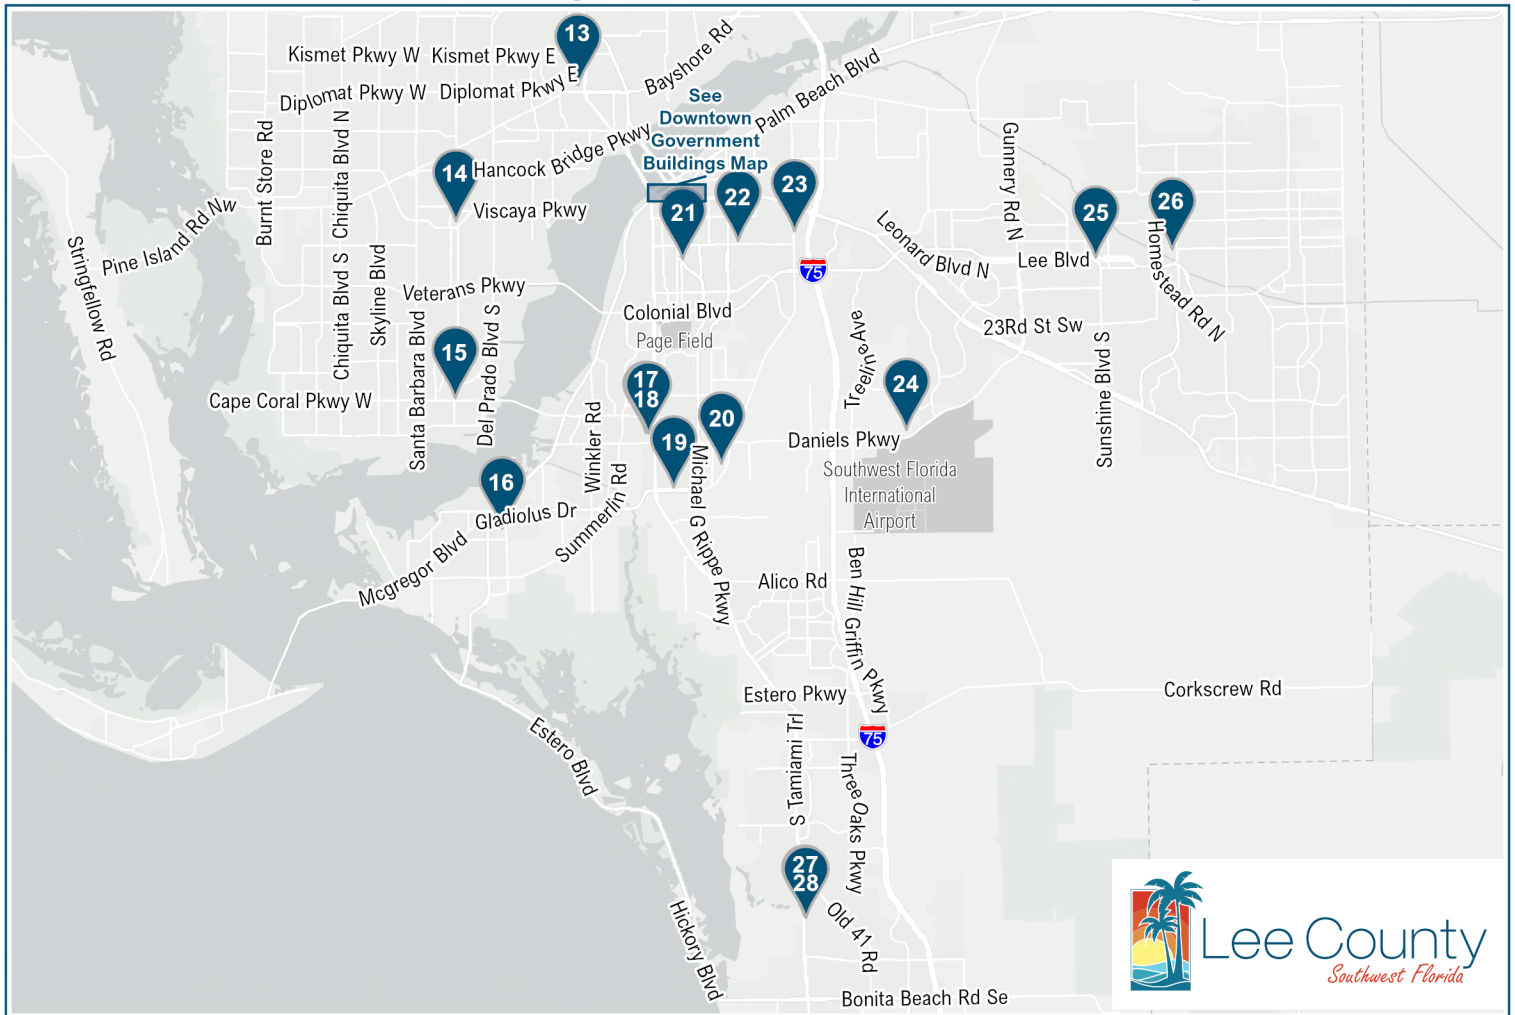 13
Kismet Pkwy W
Kismet Pkwy E
Bayshore Rd
Diplomat Pkwy W
Diplomat Pkwy E
See
Downtown
Government
Buildings Map
Palm Beach Blvd
Hancock Bridge Pkwy
Burnt Store Rd
Chiquita Blvd N
14
Viscaya Pkwy
21
22
23
Gunnery Rd N
25
26
Pine Island Rd Nw
Stringfellow Rd
Leonard Blvd N
Lee Blvd
Homestead Rd N
75
Chiquita Blvd S
Skyline Blvd
Veterans Pkwy
Colonial Blvd
Page Field
23Rd St Sw
Treeline Ave
Santa Barbara Blvd
Del Prado Blvd S
15
17
18
19
20
24
Sunshine Blvd S
Cape Coral Pkwy W
Winkler Rd
Daniels Pkwy
Southwest Florida
International
Airport
16
Gladiolus Dr
Summerlin Rd
Michael G Rippe Pkwy
Mcgregor Blvd
Alico Rd
Ben Hill Griffin Pkwy
Estero Pkwy
Corkscrew Rd
75
Estero Blvd
S Tamiami Trl
Three Oaks Pkwy
27
28
Old 41 Rd
Hickory Blvd
Bonita Beach Rd Se
Lee County
Southwest Florida